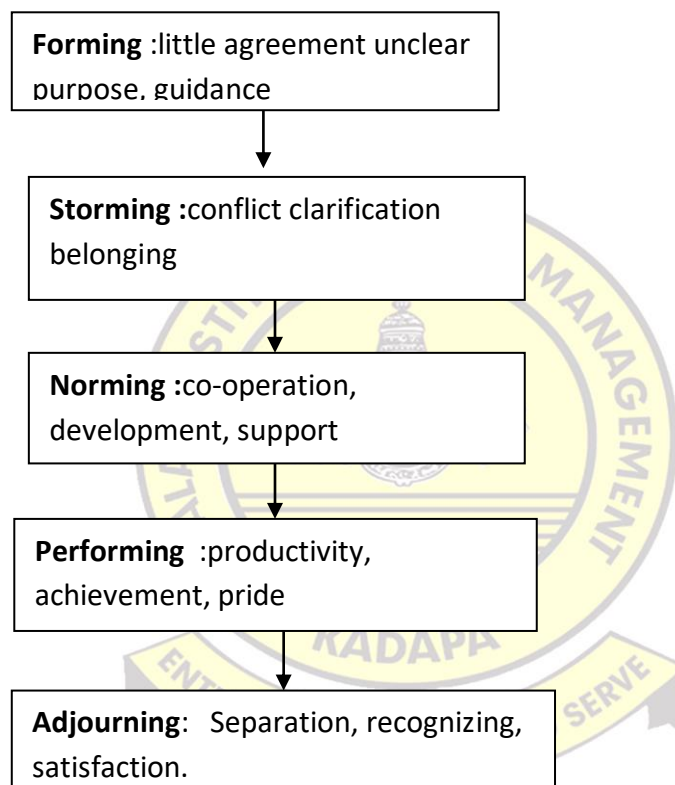 Forming :little agreement unclear
purpose, guidance
Storming :conflict clarification
belonging
Norming :co-operation,
development, support
Performing :productivity,
achievement, pride
Adjourning: Separation, recognizing,
satisfaction.
MANAGEMENT
KADAPA
SERVE